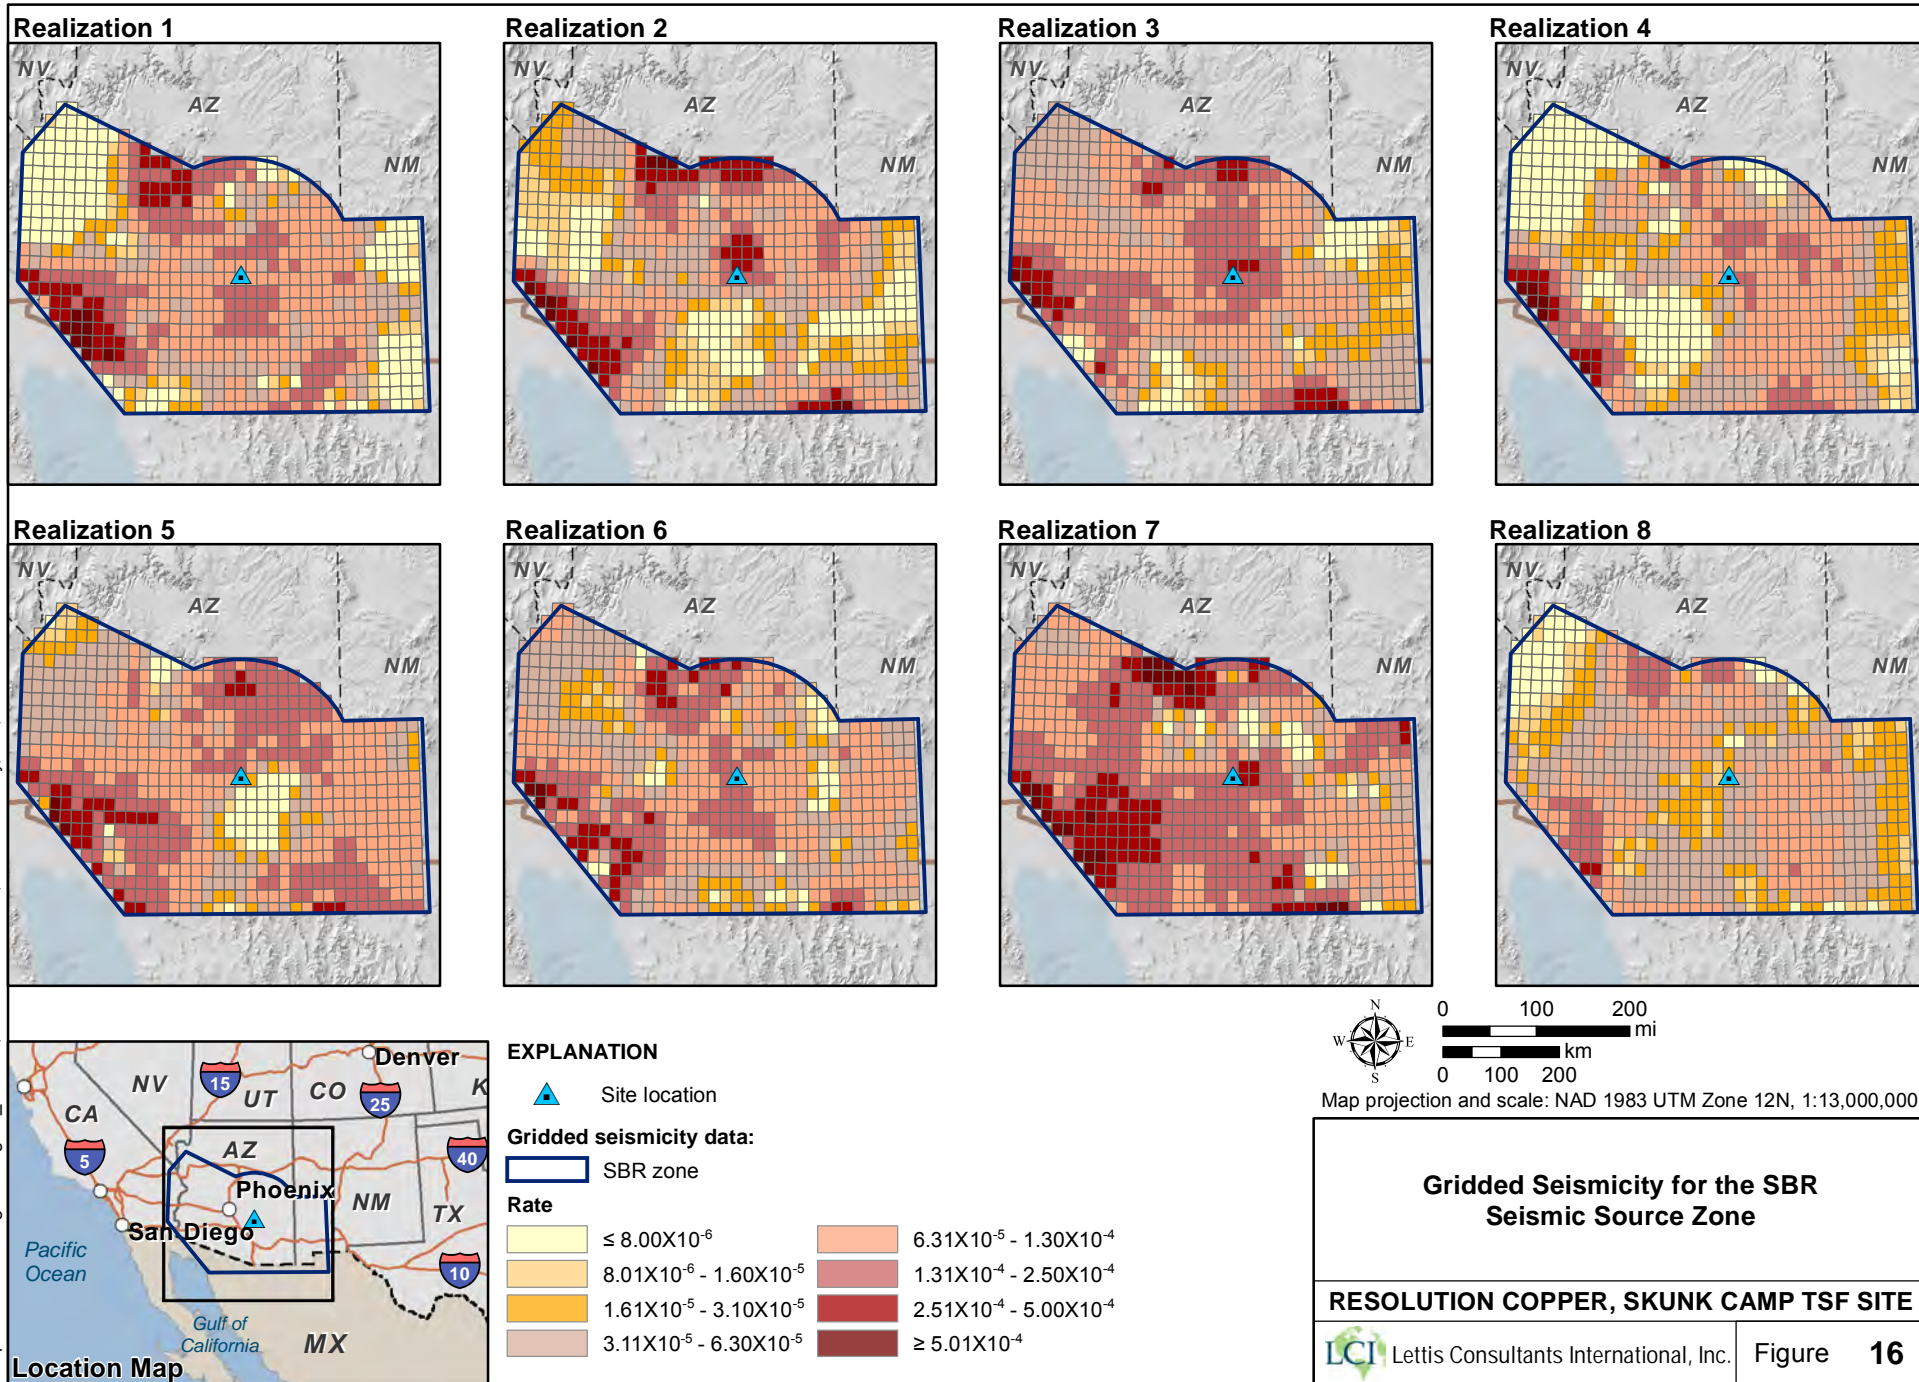 Realization 1
Realization 2
Realization 3
Realization 4
NV
AZ
NM
NV
AZ
NM
NV
AZ
NM
NV
AZ
NM
Realization 5
Realization 6
Realization 7
Realization 8
NV
AZ
NM
NV
AZ
NM
NV
AZ
NM
NV
AZ
NM
N
W E
S
0 100 200
mi
km
0 100 200
Map projection and scale: NAD 1983 UTM Zone 12N, 1:13,000,000
Denver
NV
15
UT
CO
25
K
CA
5
AZ
40
Phoenix
NM
TX
San Diego
Pacific
Ocean
10
Gulf of
California
MX
Location Map
EXPLANATION
Site location
Gridded seismicity data:
SBR zone
Rate
≤ 8.00X10⁻⁶
8.01X10⁻⁶ - 1.60X10⁻⁵
1.61X10⁻⁵ - 3.10X10⁻⁵
3.11X10⁻⁵ - 6.30X10⁻⁵
6.31X10⁻⁵ - 1.30X10⁻⁴
1.31X10⁻⁴ - 2.50X10⁻⁴
2.51X10⁻⁴ - 5.00X10⁻⁴
≥ 5.01X10⁻⁴
Gridded Seismicity for the SBR
Seismic Source Zone
RESOLUTION COPPER, SKUNK CAMP TSF SITE
LCI Lettis Consultants International, Inc.
Figure 16